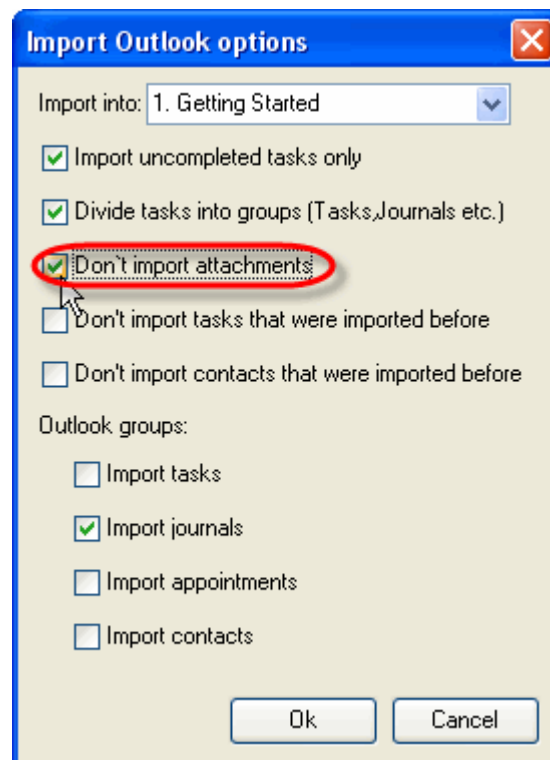 Import Outlook options
Import into: 1. Getting Started
Import uncompleted tasks only
Divide tasks into groups (Tasks,Journals etc.)
Don't import attachments
Don't import tasks that were imported before
Don't import contacts that were imported before
Outlook groups:
Import tasks
Import journals
Import appointments
Import contacts
Ok Cancel